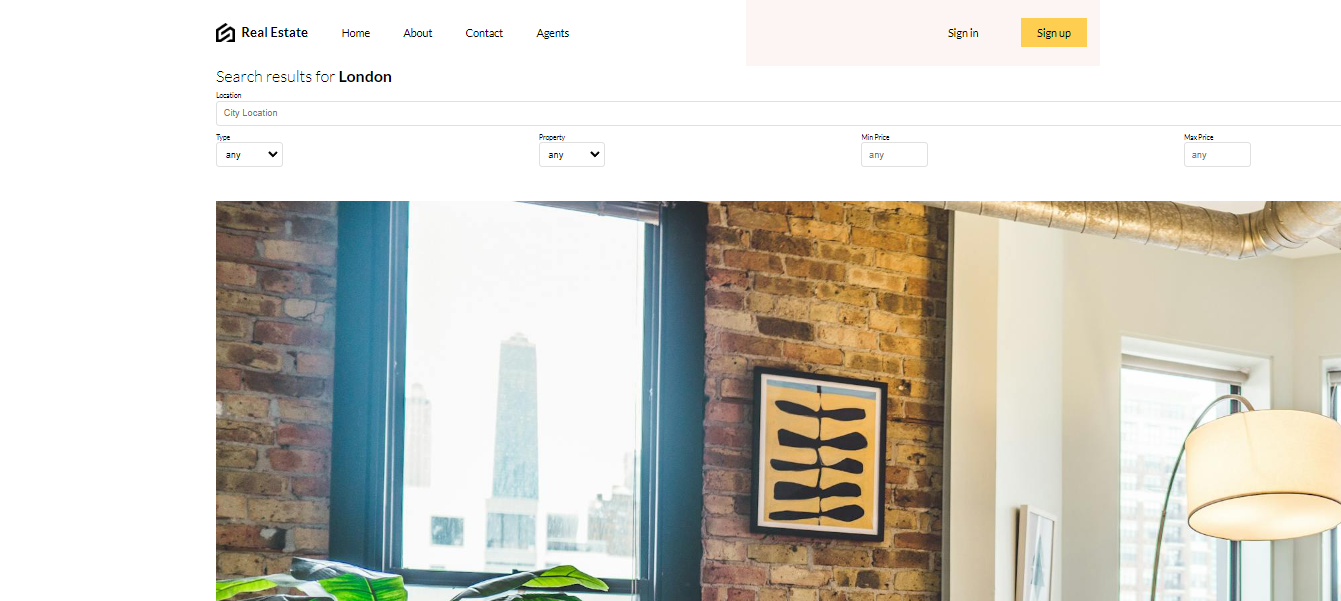 Real Estate
Home
About
Contact
Agents
Sign in
Sign up
Search results for London
Location
City Location
Type
any
Property
any
Min Price
any
Max Price
any